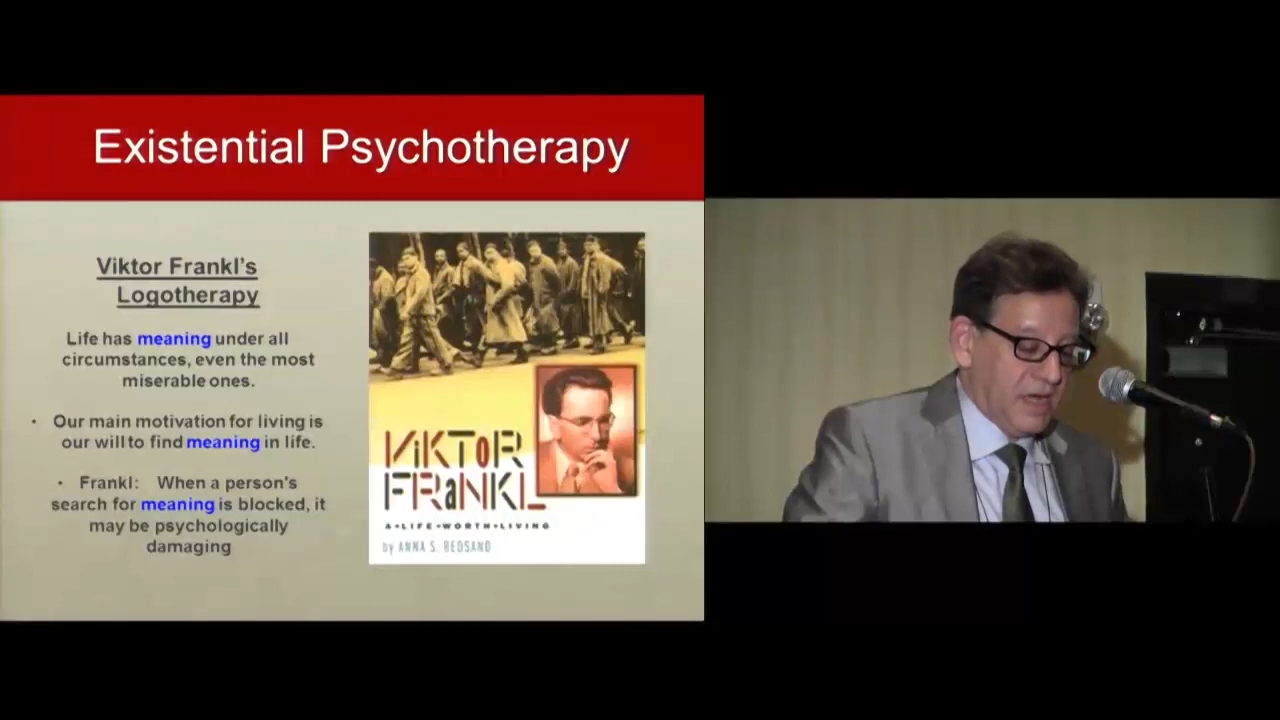 Existential Psychotherapy
Viktor Frankl's
Logotherapy
Life has meaning under all
circumstances, even the most
miserable ones.
• Our main motivation for living is
our will to find meaning in life.
• Frankl: When a person's
search for meaning is blocked, it
may be psychologically
damaging
ViKToR
FRaNKL
A•LIFE•WORTH•LIVING
by ANNA S. REDSAND